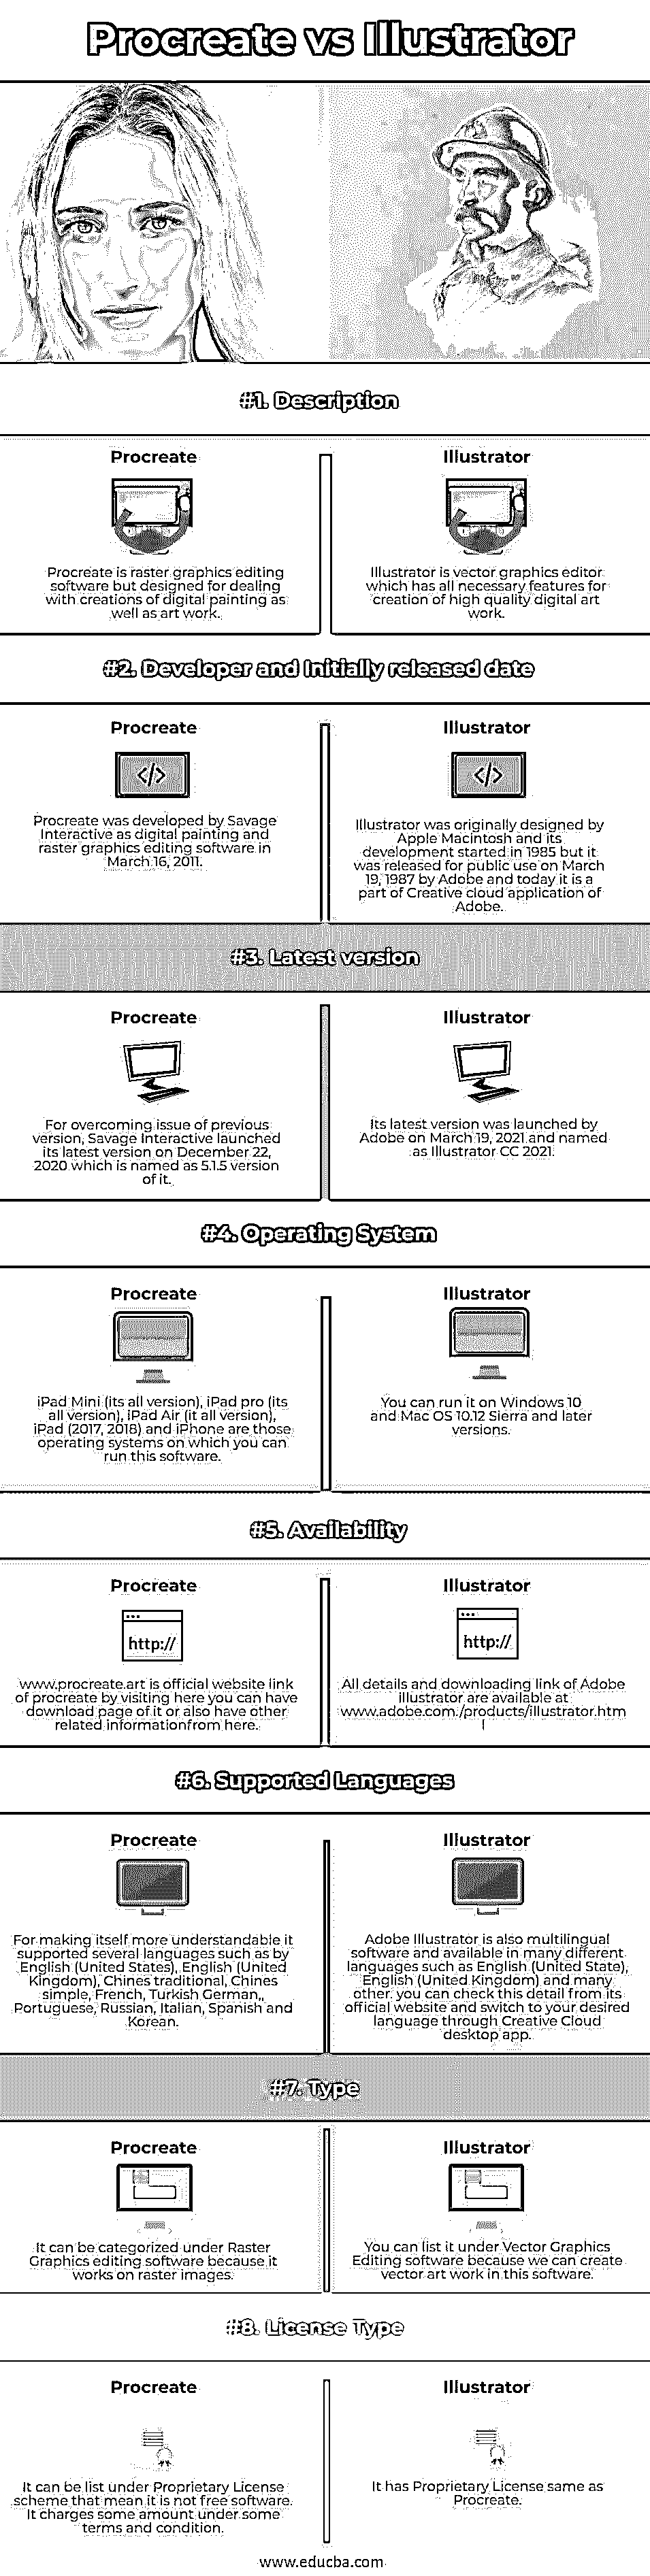 Procreate vs Illustrator
#1. Description
Procreate
Procreate is raster graphics editing
software but designed for dealing
with creations of digital painting as
well as art work.
Illustrator
Illustrator is vector graphics editor
which has all necessary features for
creation of high quality digital art
work.
#2. Developer and Initially released date
Procreate
Procreate was developed by Savage
Interactive as digital painting and
raster graphics editing software in
March 16, 2011.
Illustrator
Illustrator was originally designed by
Apple Macintosh and its
development started in 1985 but it
was released for public use on March
19, 1987 by Adobe and today it is a
part of Creative cloud application of
Adobe.
#3. Latest version
Procreate
For overcoming issue of previous
version, Savage Interactive launched
its latest version on December 22,
2020 which is named as 5.1.5 version
of it.
Illustrator
Its latest version was launched by
Adobe on March 19, 2021 and named
as Illustrator CC 2021.
#4. Operating System
Procreate
iPad Mini (its all version), iPad pro (its
all version), iPad Air (it all version),
iPad (2017, 2018) and iPhone are those
operating systems on which you can
run this software.
Illustrator
You can run it on Windows 10
and Mac OS 10.12 Sierra and later
versions.
#5. Availability
Procreate
http://
www.procreate.art is official website link
of procreate by visiting here you can have
download page of it or also have other
related informationfrom here.
Illustrator
http://
All details and downloading link of Adobe
illustrator are available at
www.adobe.com./products/illustrator.htm
l
#6. Supported Languages
Procreate
For making itself more understandable it
supported several languages such as by
English (United States), English (United
Kingdom), Chines traditional, Chines
simple, French, Turkish German,,
Portuguese, Russian, Italian, Spanish and
Korean.
Illustrator
Adobe Illustrator is also multilingual
software and available in many different
languages such as English (United State),
English (United Kingdom) and many
other. you can check this detail from its
official website and switch to your desired
language through Creative Cloud
desktop app.
#7. Type
Procreate
It can be categorized under Raster
Graphics editing software because it
works on raster images.
Illustrator
You can list it under Vector Graphics
Editing software because we can create
vector art work in this software.
#8. License Type
Procreate
It can be list under Proprietary License
scheme that mean it is not free software.
It charges some amount under some
terms and condition.
Illustrator
It has Proprietary License same as
Procreate.
www.educba.com